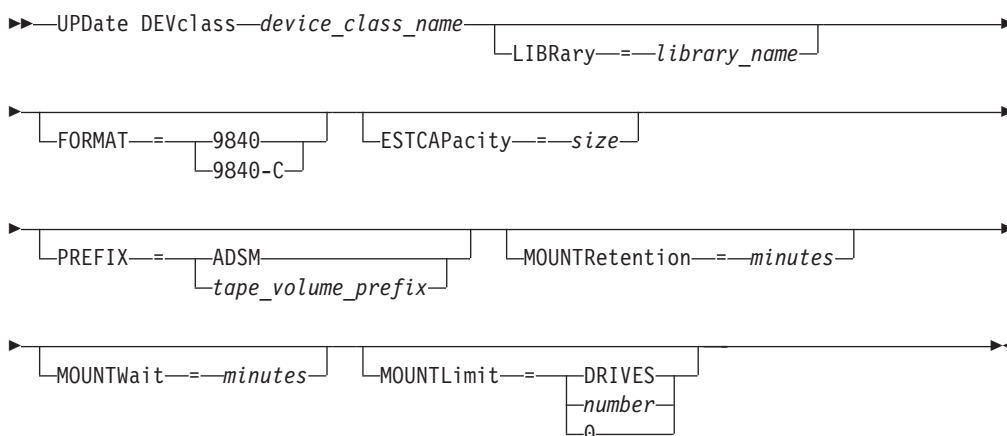 UPDate DEVclass device_class_name
LIBRary = library_name
FORMAT = 9840
9840-C
ESTCAPacity = size
PREFIX = ADSM
tape_volume_prefix
MOUNTRetention = minutes
MOUNTWait = minutes
MOUNTLimit = DRIVES
number
0